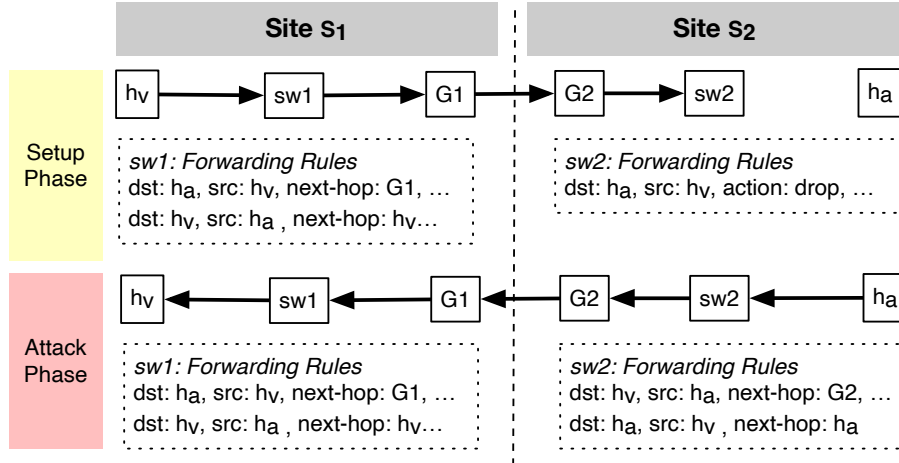 Site S1 Site S2
hv sw1 G1 G2 sw2 ha
Setup
Phase
sw1: Forwarding Rules
dst: ha, src: hv, next-hop: G1, …
dst: hv, src: ha , next-hop: hv…
sw2: Forwarding Rules
dst: ha, src: hv, action: drop, …
hv sw1 G1 G2 sw2 ha
Attack
Phase
sw1: Forwarding Rules
dst: ha, src: hv, next-hop: G1, …
dst: hv, src: ha , next-hop: hv…
sw2: Forwarding Rules
dst: hv, src: ha, next-hop: G2, …
dst: ha, src: hv , next-hop: ha